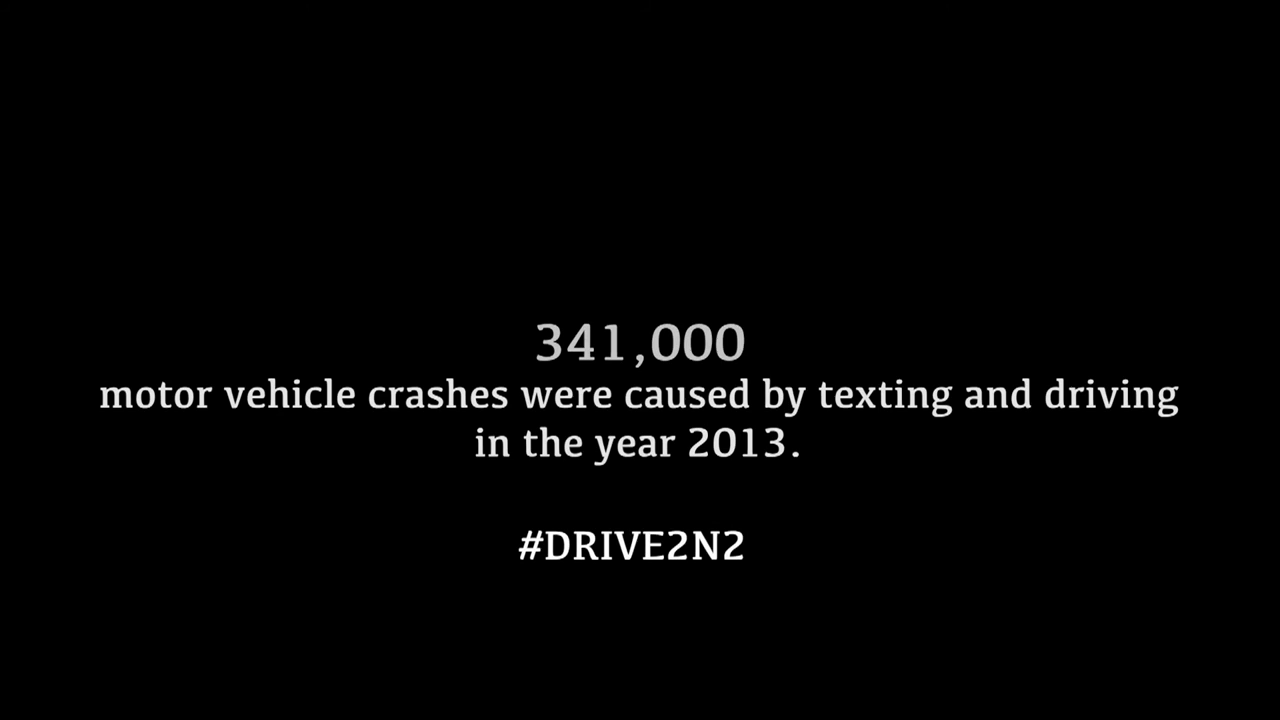 341,000
motor vehicle crashes were caused by texting and driving
in the year 2013.
#DRIVE2N2